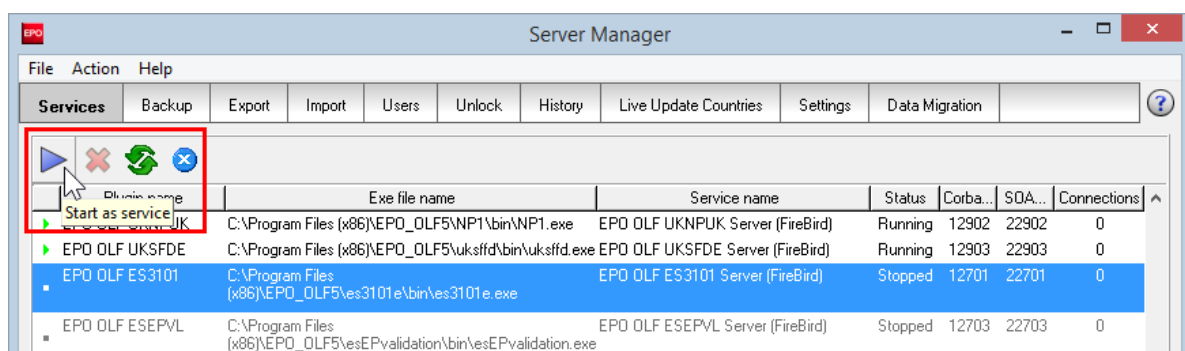 EPO Server Manager
File Action Help
Services Backup Export Import Users Unlock History Live Update Countries Settings Data Migration ?
Plugin name Exe file name Service name Status Corba... SOA... Connections
Start as service
EPO OLF UKNPUK C:\Program Files (x86)\EPO_OLF5\NP1\bin\NP1.exe EPO OLF UKNPUK Server (FireBird) Running 12902 22902 0
EPO OLF UKSFDE C:\Program Files (x86)\EPO_OLF5\uksffd\bin\uksffd.exe EPO OLF UKSFDE Server (FireBird) Running 12903 22903 0
EPO OLF ES3101 C:\Program Files EPO OLF ES3101 Server (FireBird) Stopped 12701 22701 0
(x86)\EPO_OLF5\es3101e\bin\es3101e.exe
EPO OLF ESEPVL C:\Program Files EPO OLF ESEPVL Server (FireBird) Stopped 12703 22703 0
(x86)\EPO_OLF5\esEPvalidation\bin\esEPvalidation.exe